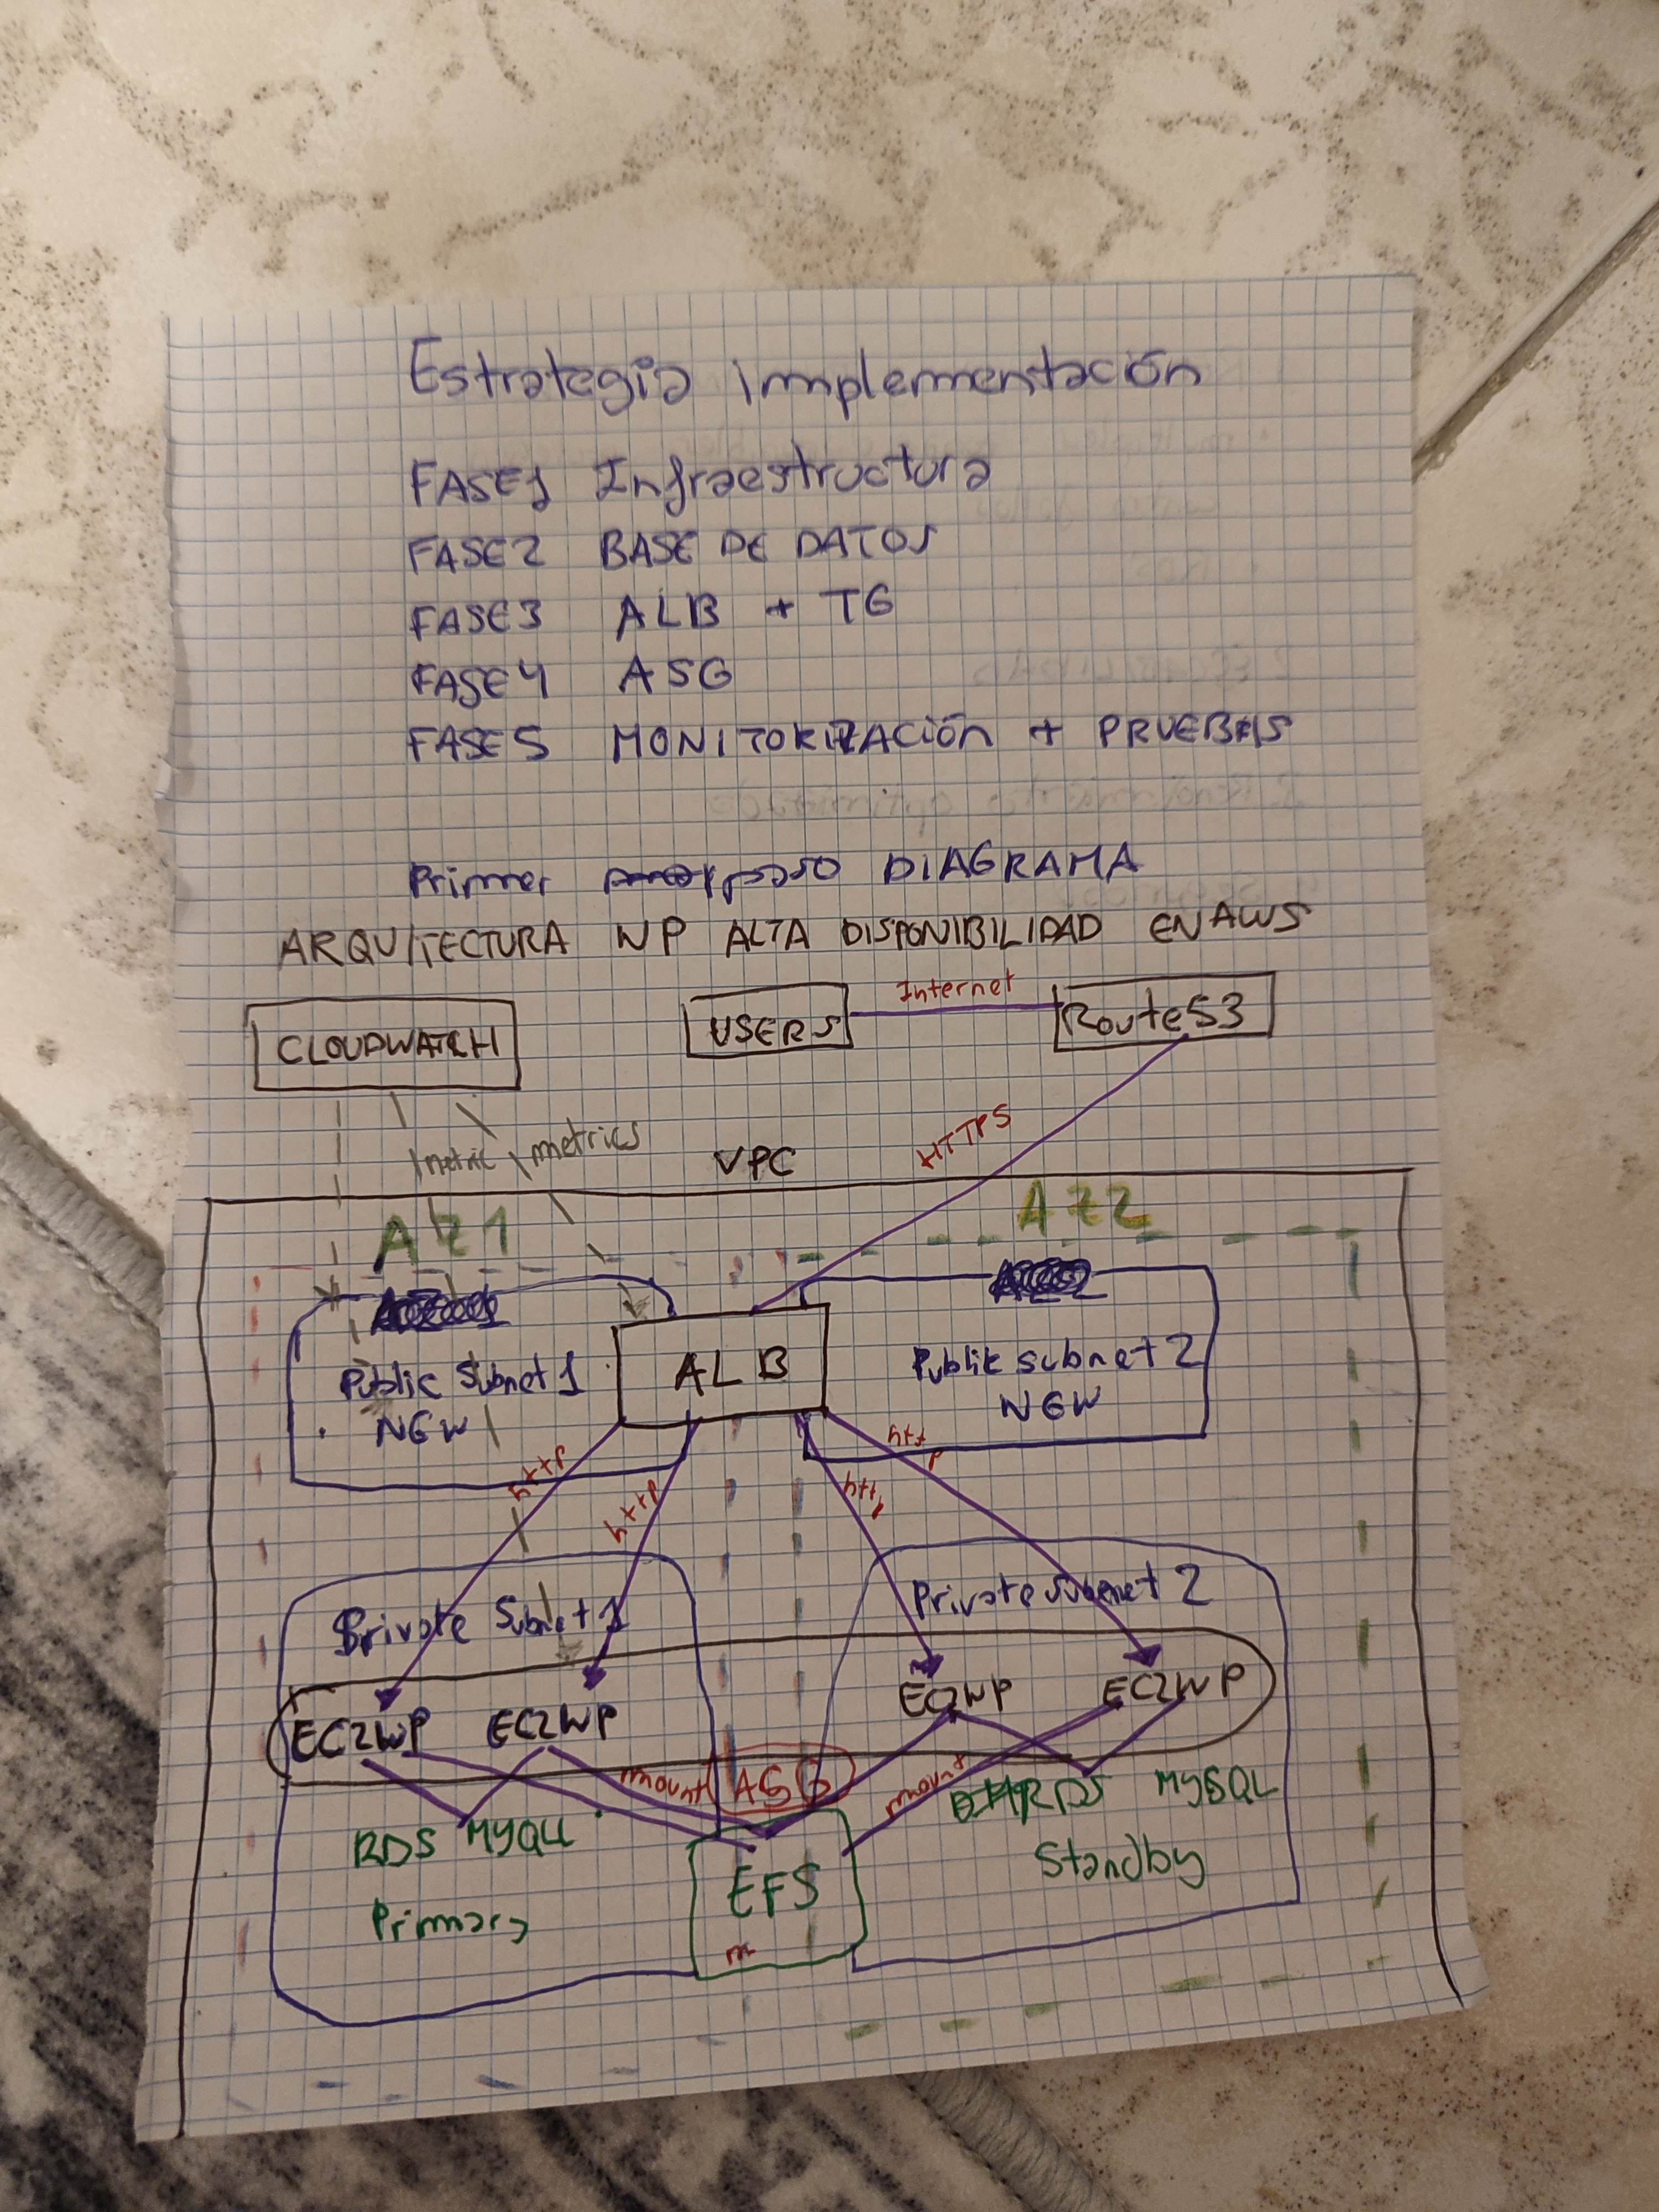 Estrategia implementación
FASE1 Infraestructura
FASE2 BASE DE DATOS
FASE3 ALB + TG
FASE4 ASG
FASE5 MONITORIZACIÓN + PRUEBAS
Primer paso DIAGRAMA
ARQUITECTURA WP ALTA DISPONIBILIDAD EN AWS
CLOUDWATCH
USERS
Internet
Route53
metric metrics
VPC
HTTPS
AZ1
AZ2
Public Subnet 1
NGW
ALB
Public subnet 2
NGW
http
http
http
http
Private Subnet 1
Private Subnet 2
EC2WP
EC2WP
EC2WP
EC2WP
mount
ASG
mount
RDS MYSQL
Primary
EFS
m
RDS MYSQL
Standby